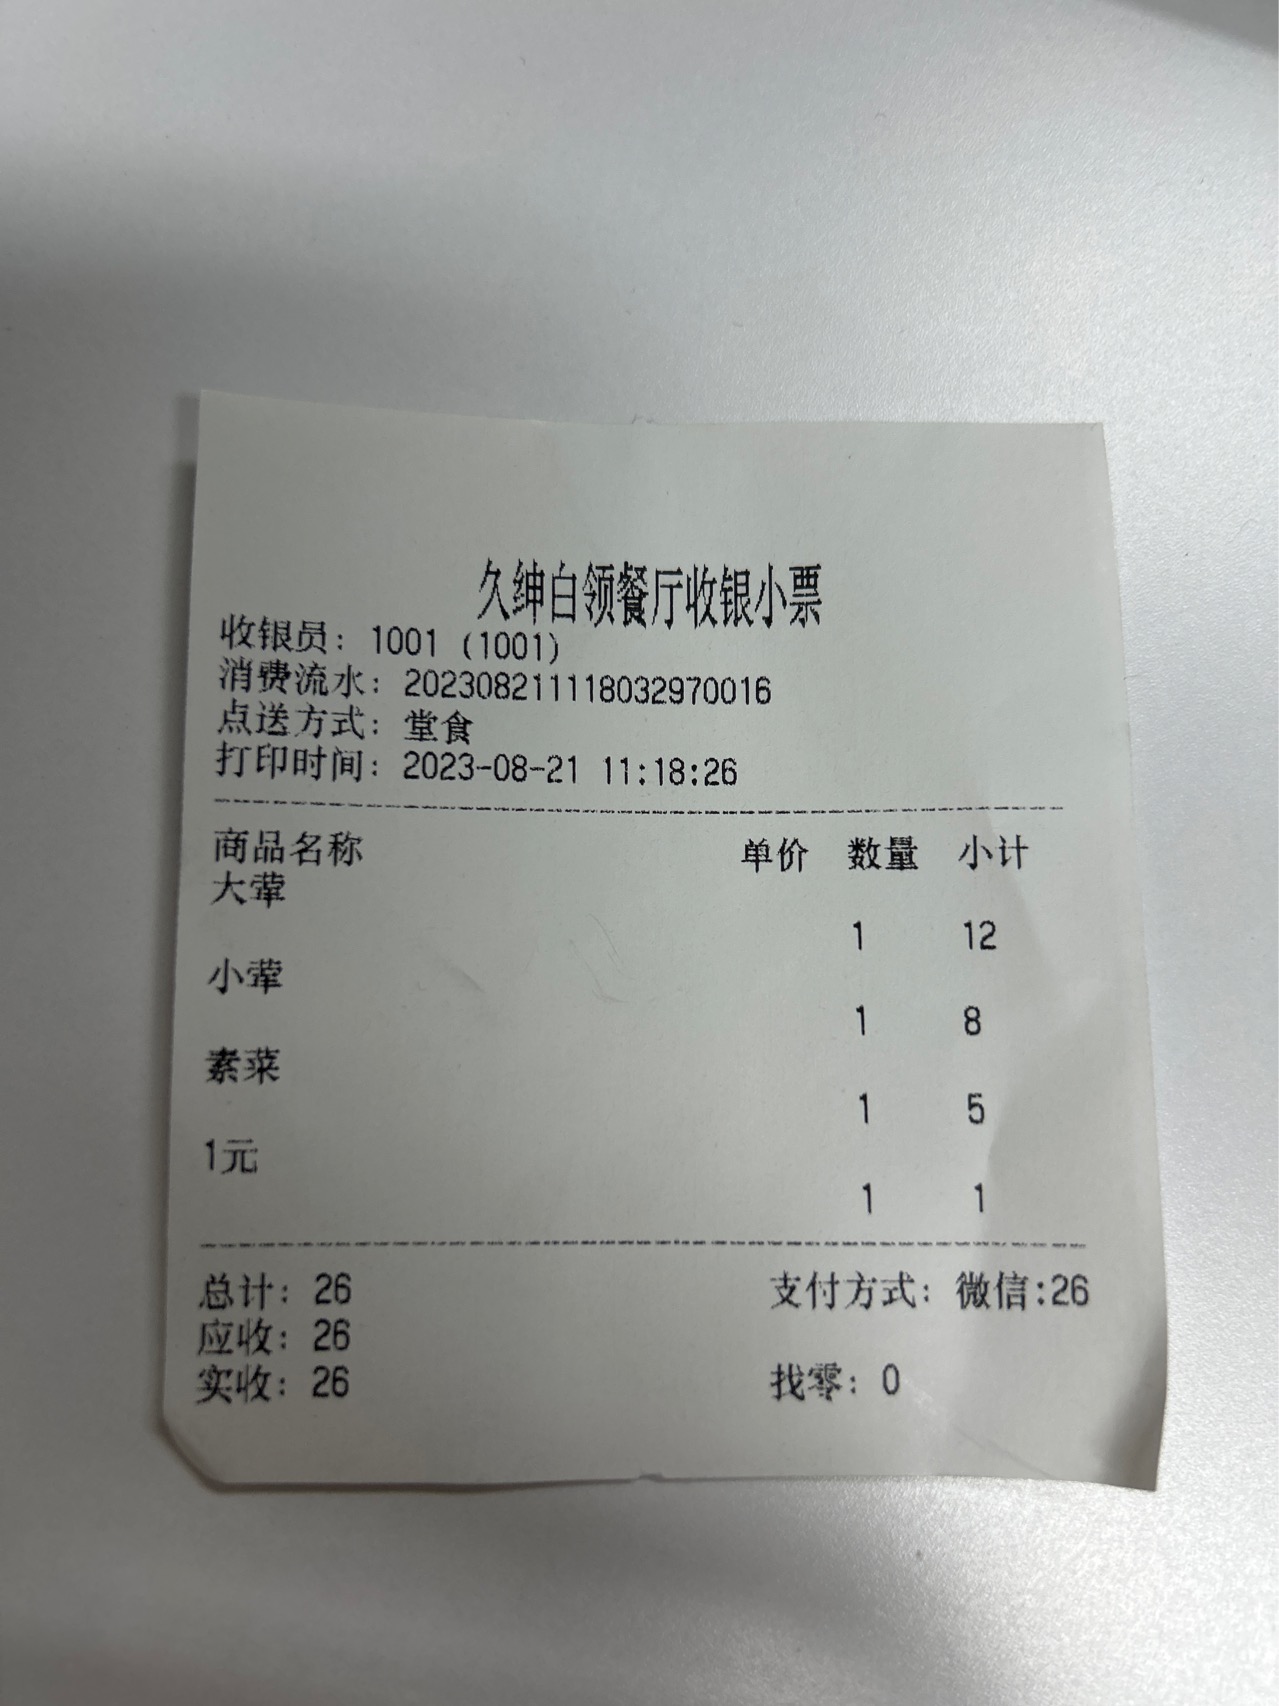 久绅白领餐厅收银小票
收银员：1001 (1001)
消费流水：202308211118032970016
点送方式：堂食
打印时间：2023-08-21 11:18:26
商品名称 单价 数量 小计
大荤
1 12
小荤
1 8
素菜
1 5
1元
1 1
总计：26 支付方式：微信:26
应收：26
实收：26 找零：0